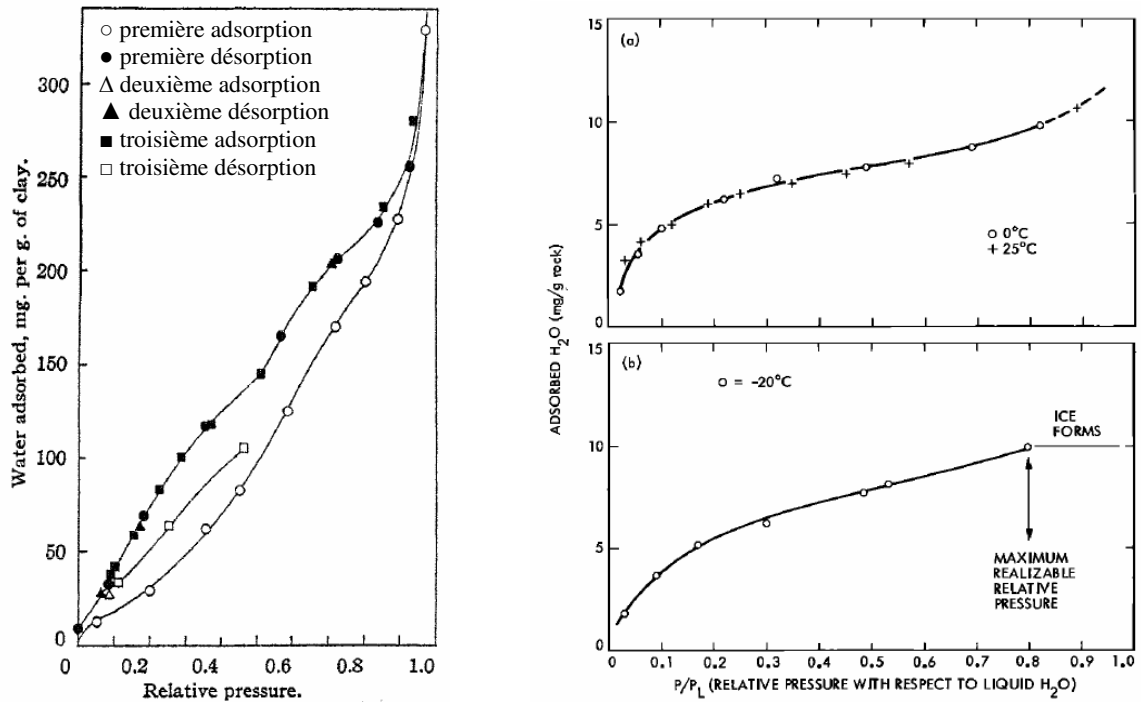 ○ première adsorption
● première désorption
△ deuxième adsorption
▲ deuxième désorption
■ troisième adsorption
□ troisième désorption
Water adsorbed, mg. per g. of clay.
300
250
200
150
100
50
0
0 0.2 0.4 0.6 0.8 1.0
Relative pressure.
ADSORBED H₂O (mg/g rock)
(a)
15
10
5
0
○ 0°C
+ 25°C
(b)
15
10
5
0
○ = -20°C
ICE
FORMS
MAXIMUM
REALIZABLE
RELATIVE
PRESSURE
0 0.1 0.2 0.3 0.4 0.5 0.6 0.7 0.8 0.9 1.0
P/P_L (RELATIVE PRESSURE WITH RESPECT TO LIQUID H₂O)